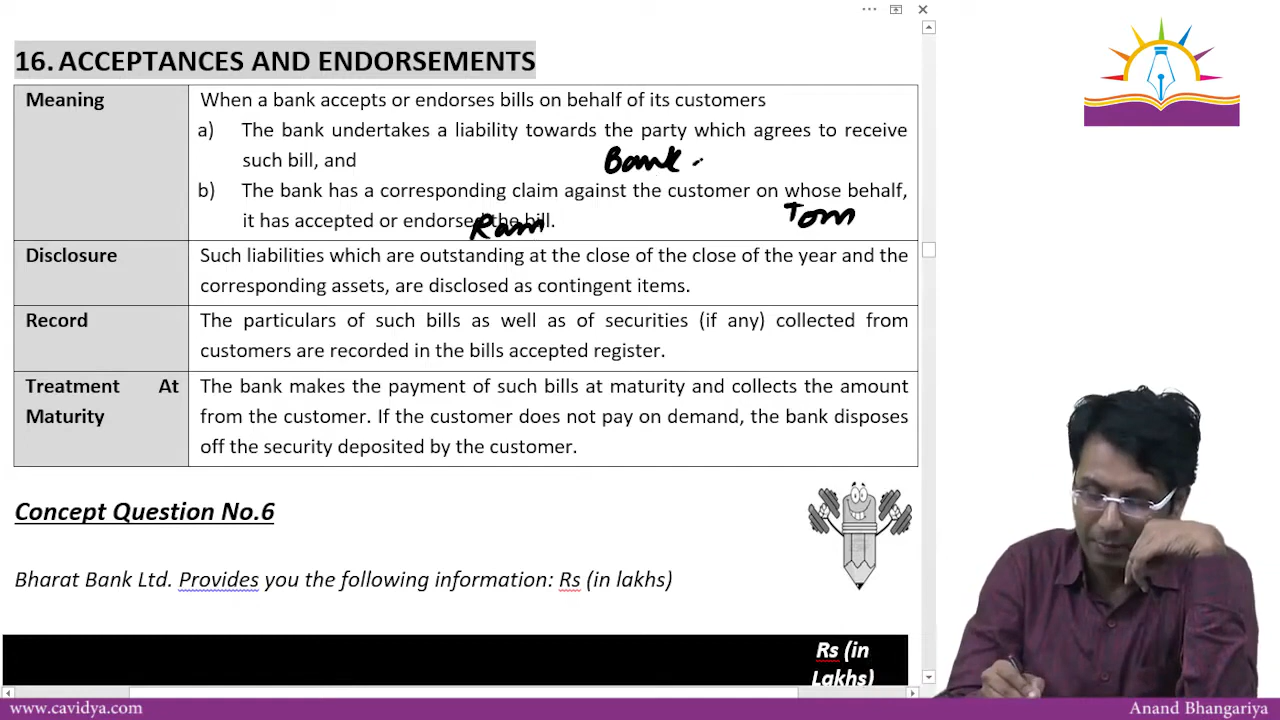 16. ACCEPTANCES AND ENDORSEMENTS
Meaning
When a bank accepts or endorses bills on behalf of its customers
a) The bank undertakes a liability towards the party which agrees to receive
such bill, and
Bank
b) The bank has a corresponding claim against the customer on whose behalf,
it has accepted or endorsed the bill.
Ram
Tom
Disclosure
Such liabilities which are outstanding at the close of the close of the year and the
corresponding assets, are disclosed as contingent items.
Record
The particulars of such bills as well as of securities (if any) collected from
customers are recorded in the bills accepted register.
Treatment At
Maturity
The bank makes the payment of such bills at maturity and collects the amount
from the customer. If the customer does not pay on demand, the bank disposes
off the security deposited by the customer.
Concept Question No.6
Bharat Bank Ltd. Provides you the following information: Rs (in lakhs)
Rs (in
Lakhs)
www.cavidya.com
Anand Bhangariya